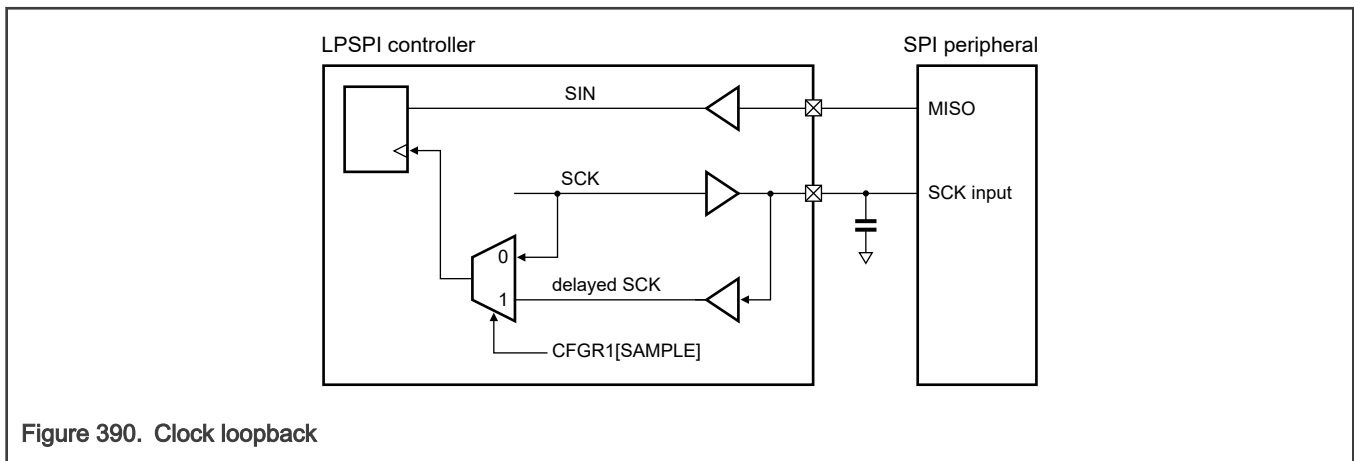 LPSPI controller
SPI peripheral
SIN
MISO
SCK
SCK input
0
delayed SCK
1
CFGR1[SAMPLE]
Figure 390. Clock loopback